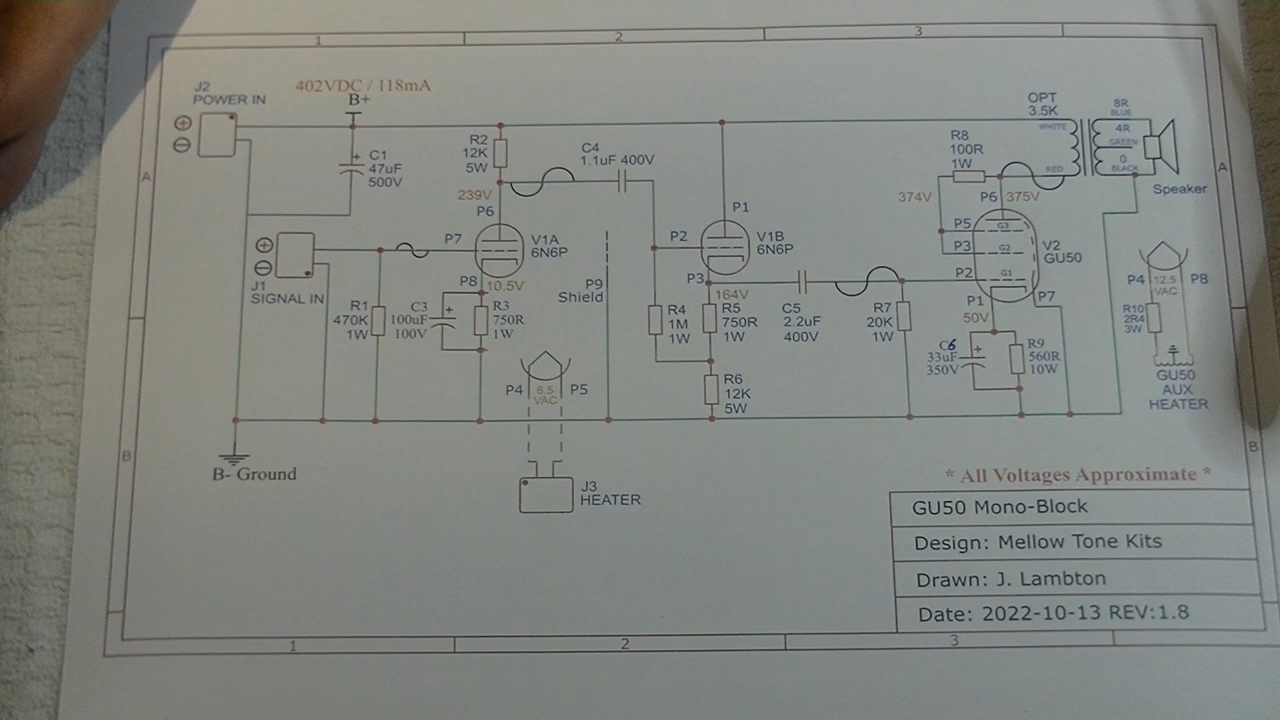 1
2
3
A
A
B
B
J2
POWER IN
402VDC / 118mA
B+
C1
47uF
500V
R2
12K
5W
239V
P6
C4
1.1uF 400V
J1
SIGNAL IN
P7
V1A
6N6P
P8
10.5V
R1
470K
1W
C3
100uF
100V
R3
750R
1W
P9
Shield
P4
6.5
VAC
P5
J3
HEATER
P1
P2
V1B
6N6P
P3
164V
R4
1M
1W
R5
750R
1W
R6
12K
5W
C5
2.2uF
400V
R7
20K
1W
R8
100R
1W
374V
P6
375V
P5
P3
P2
G3
G2
G1
V2
GU50
P1
50V
P7
C6
33uF
350V
R9
560R
10W
OPT
3.5K
WHITE
RED
8R
BLUE
4R
GREEN
0
BLACK
Speaker
P4
12.5
VAC
P8
R10
2R4
3W
GU50
AUX
HEATER
B- Ground
* All Voltages Approximate *
GU50 Mono-Block
Design: Mellow Tone Kits
Drawn: J. Lambton
Date: 2022-10-13 REV:1.8
1
2
3